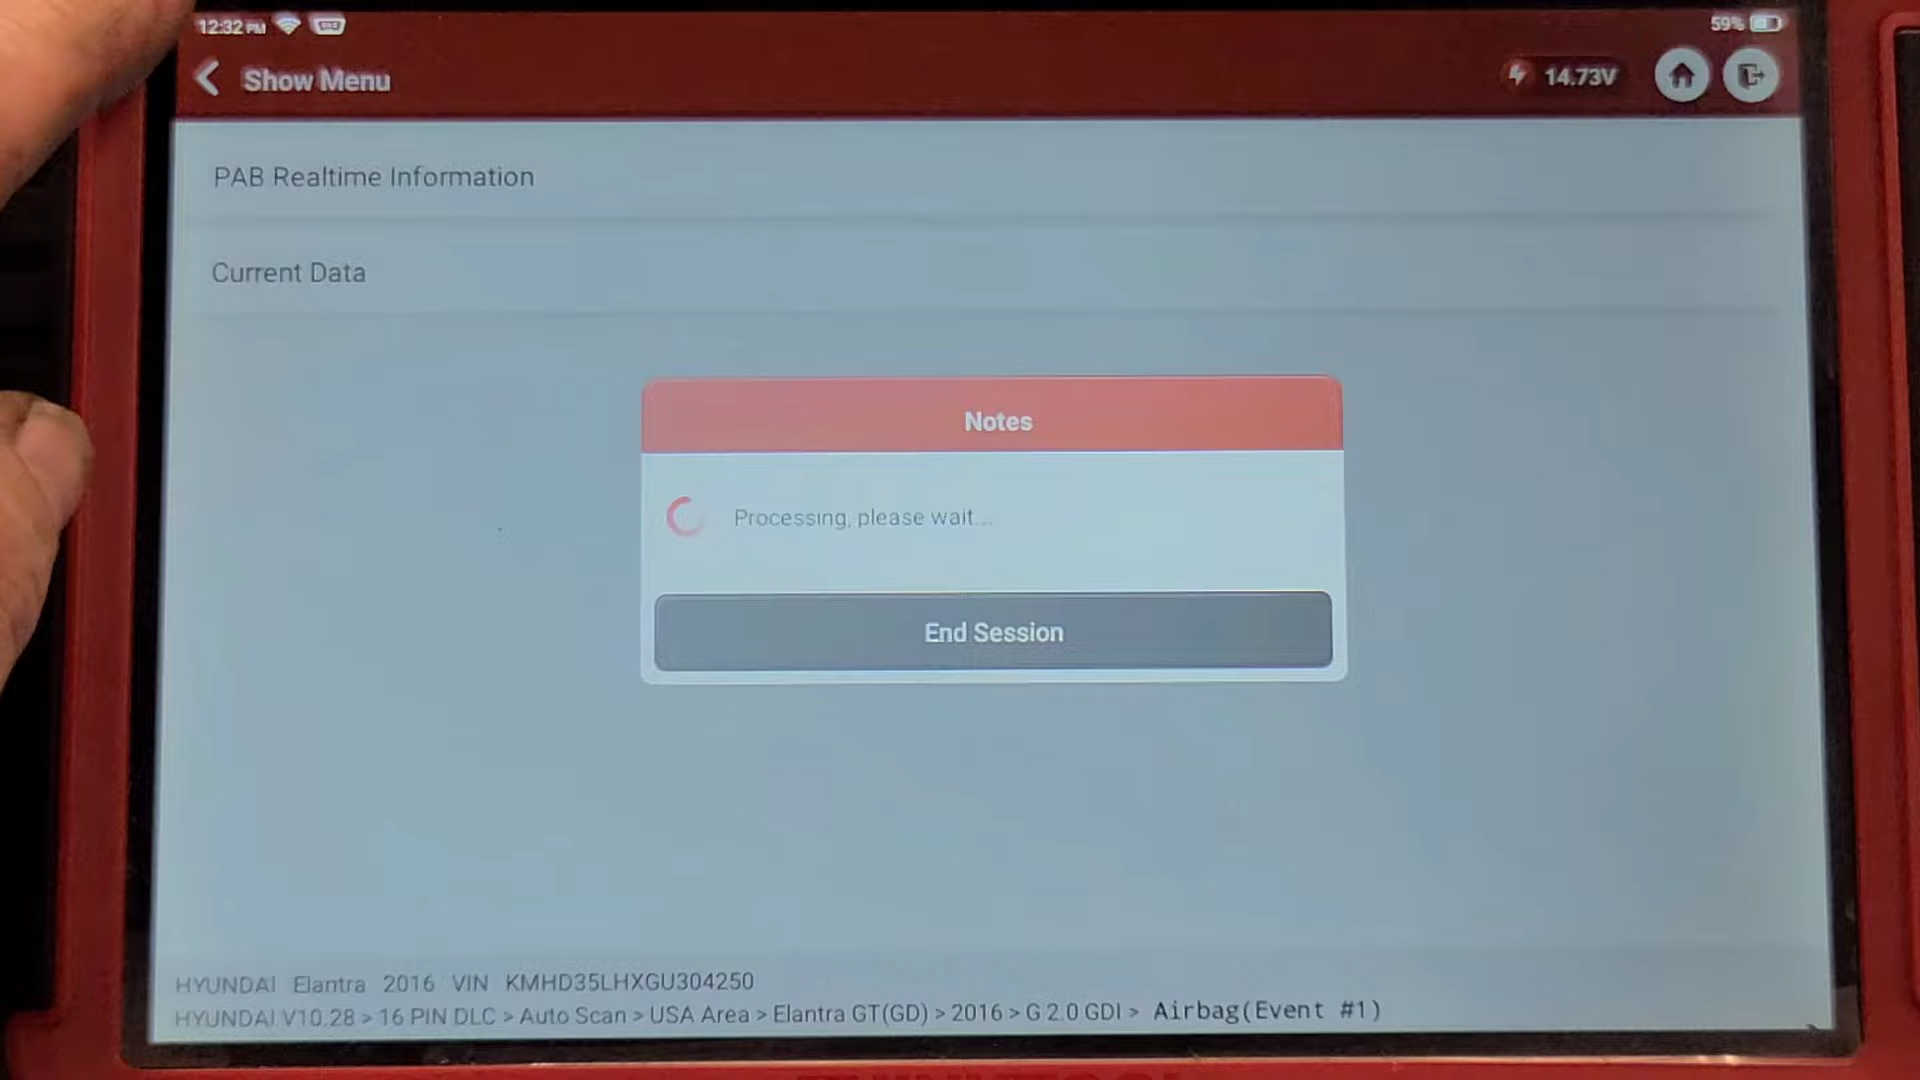 12:32 PM
59%
Show Menu
14.73V
PAB Realtime Information
Current Data
Notes
Processing, please wait...
End Session
HYUNDAI Elantra 2016 VIN KMHD35LHXGU304250
HYUNDAI V10.28 > 16 PIN DLC > Auto Scan > USA Area > Elantra GT(GD) > 2016 > G 2.0 GDI > Airbag(Event #1)